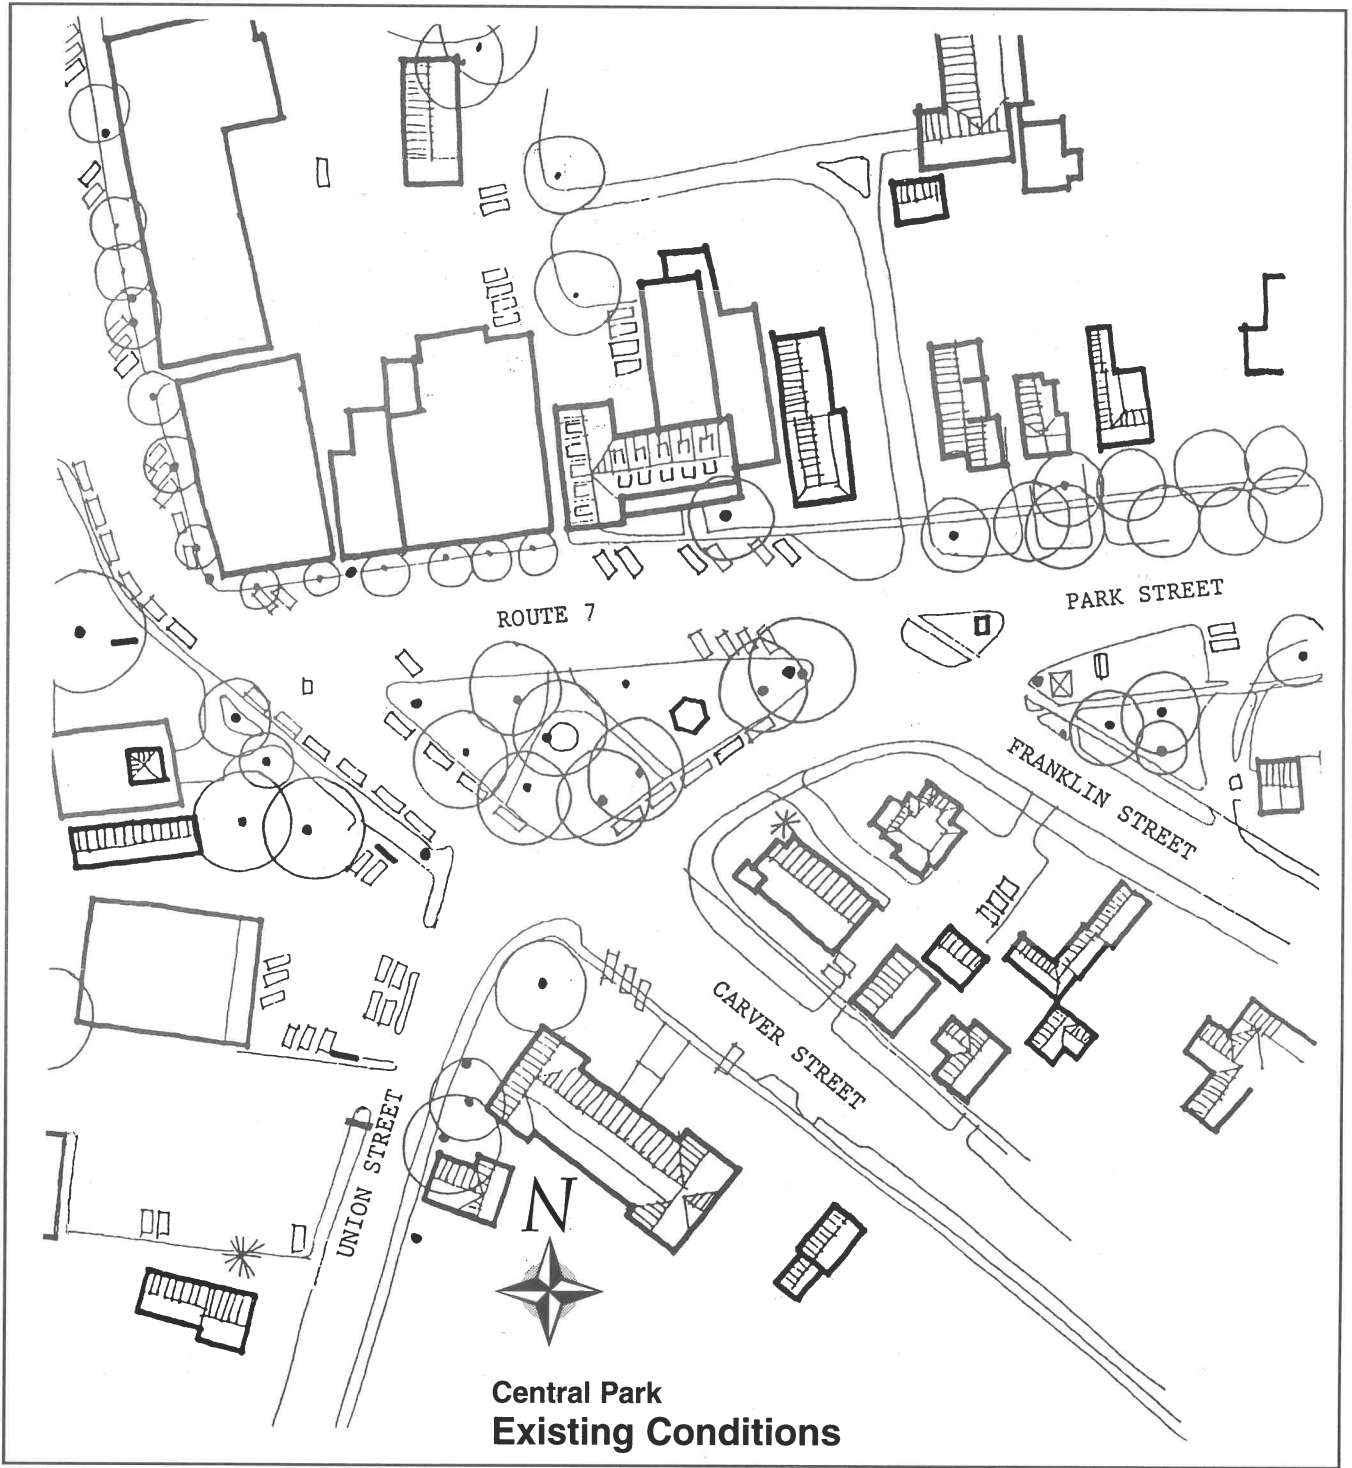 PARK STREET
ROUTE 7
FRANKLIN STREET
CARVER STREET
UNION STREET
N
Central Park
Existing Conditions